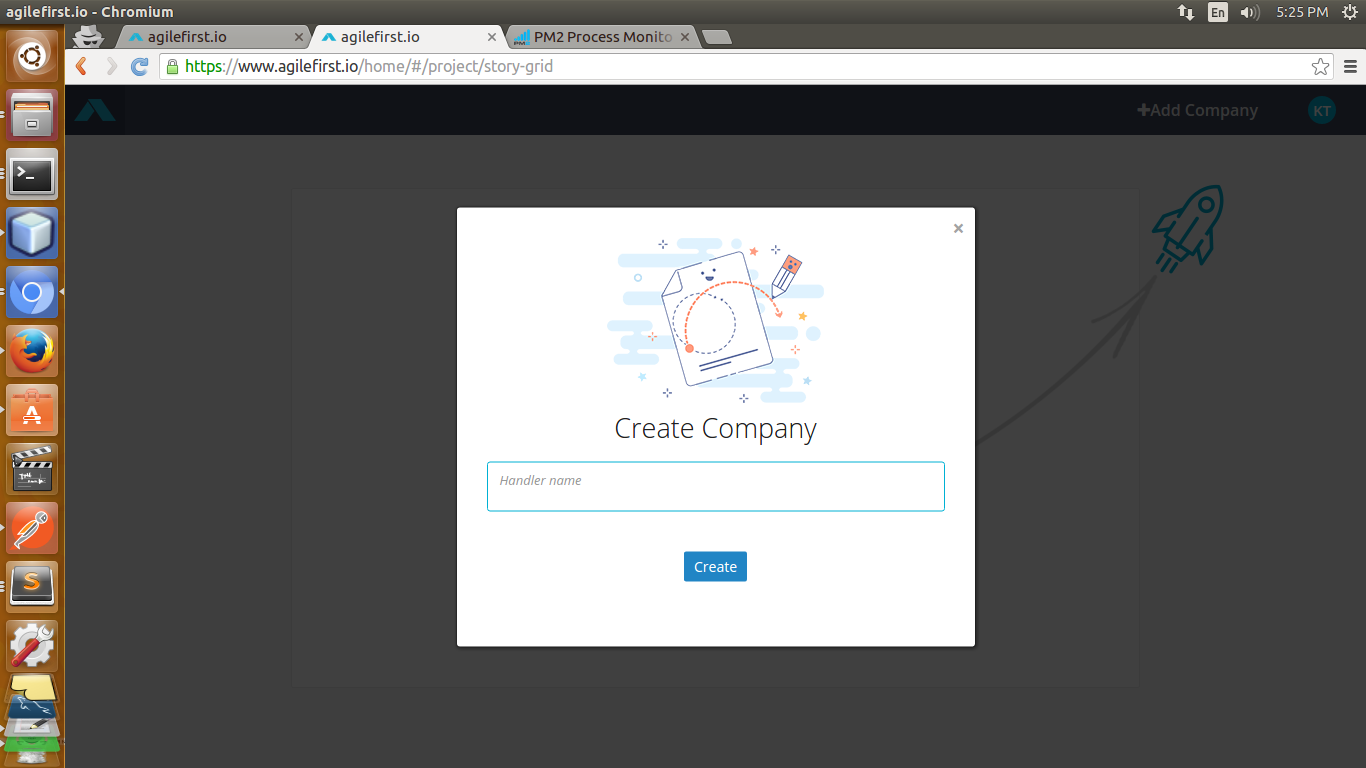 agilefirst.io - Chromium
En
5:25 PM
agilefirst.io
agilefirst.io
PM2 Process Monito
https://www.agilefirst.io/home/#/project/story-grid
+Add Company
KT
×
Create Company
Handler name
Create